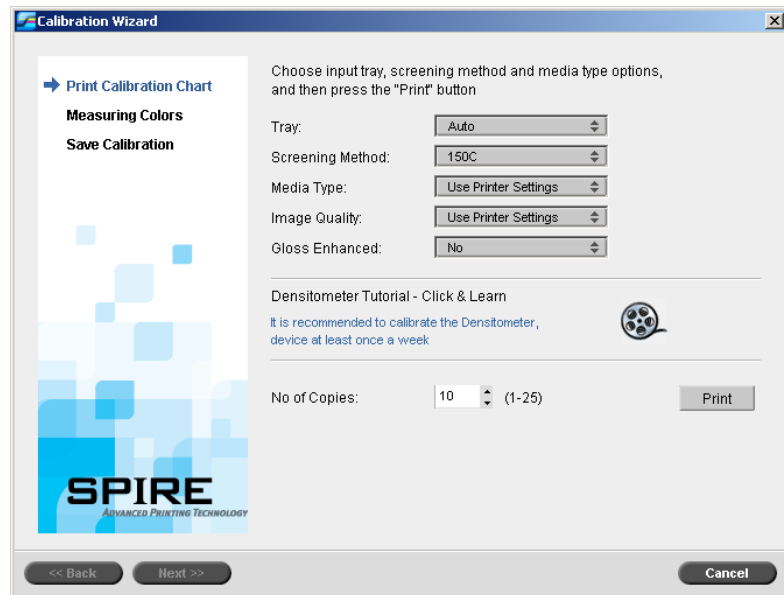 Calibration Wizard
Print Calibration Chart
Measuring Colors
Save Calibration
Choose input tray, screening method and media type options,
and then press the "Print" button
Tray: Auto
Screening Method: 150C
Media Type: Use Printer Settings
Image Quality: Use Printer Settings
Gloss Enhanced: No
Densitometer Tutorial - Click & Learn
It is recommended to calibrate the Densitometer,
device at least once a week
No of Copies: 10 (1-25) Print
SPIRE
ADVANCED PRINTING TECHNOLOGY
<< Back Next >> Cancel